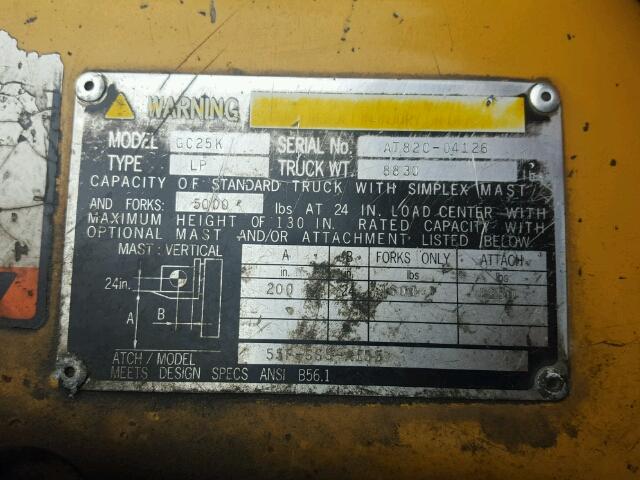 WARNING
MODEL GC25K SERIAL No. AT82C-04126
TYPE LP TRUCK WT. 8830 lb
CAPACITY OF STANDARD TRUCK WITH SIMPLEX MAST
AND FORKS: 5000 lbs AT 24 IN. LOAD CENTER WITH
MAXIMUM HEIGHT OF 130 IN. RATED CAPACITY WITH
OPTIONAL MAST AND/OR ATTACHMENT LISTED BELOW
MAST: VERTICAL
A B FORKS ONLY ATTACH
in. in. lbs lbs
200 24
24in.
B
A
ATCH/MODEL
MEETS DESIGN SPECS ANSI B56.1